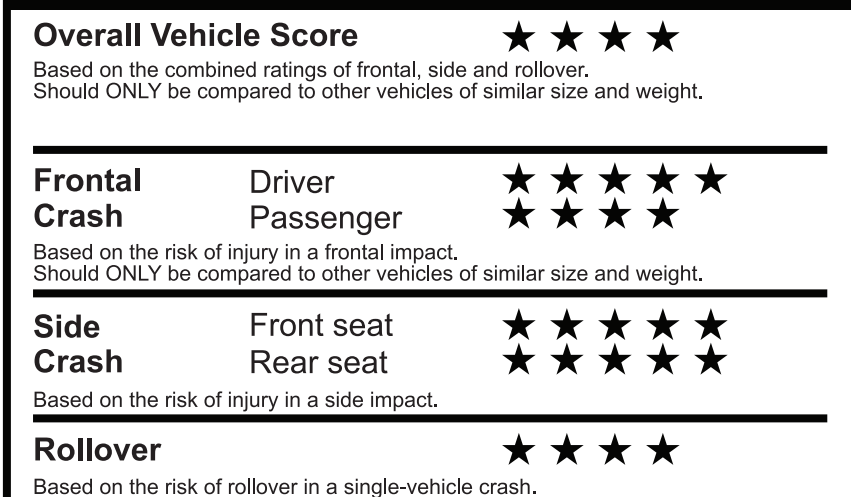 Overall Vehicle Score ★ ★ ★ ★
Based on the combined ratings of frontal, side and rollover.
Should ONLY be compared to other vehicles of similar size and weight.
Frontal Driver ★ ★ ★ ★ ★
Crash Passenger ★ ★ ★ ★
Based on the risk of injury in a frontal impact.
Should ONLY be compared to other vehicles of similar size and weight.
Side Front seat ★ ★ ★ ★ ★
Crash Rear seat ★ ★ ★ ★ ★
Based on the risk of injury in a side impact.
Rollover ★ ★ ★ ★
Based on the risk of rollover in a single-vehicle crash.